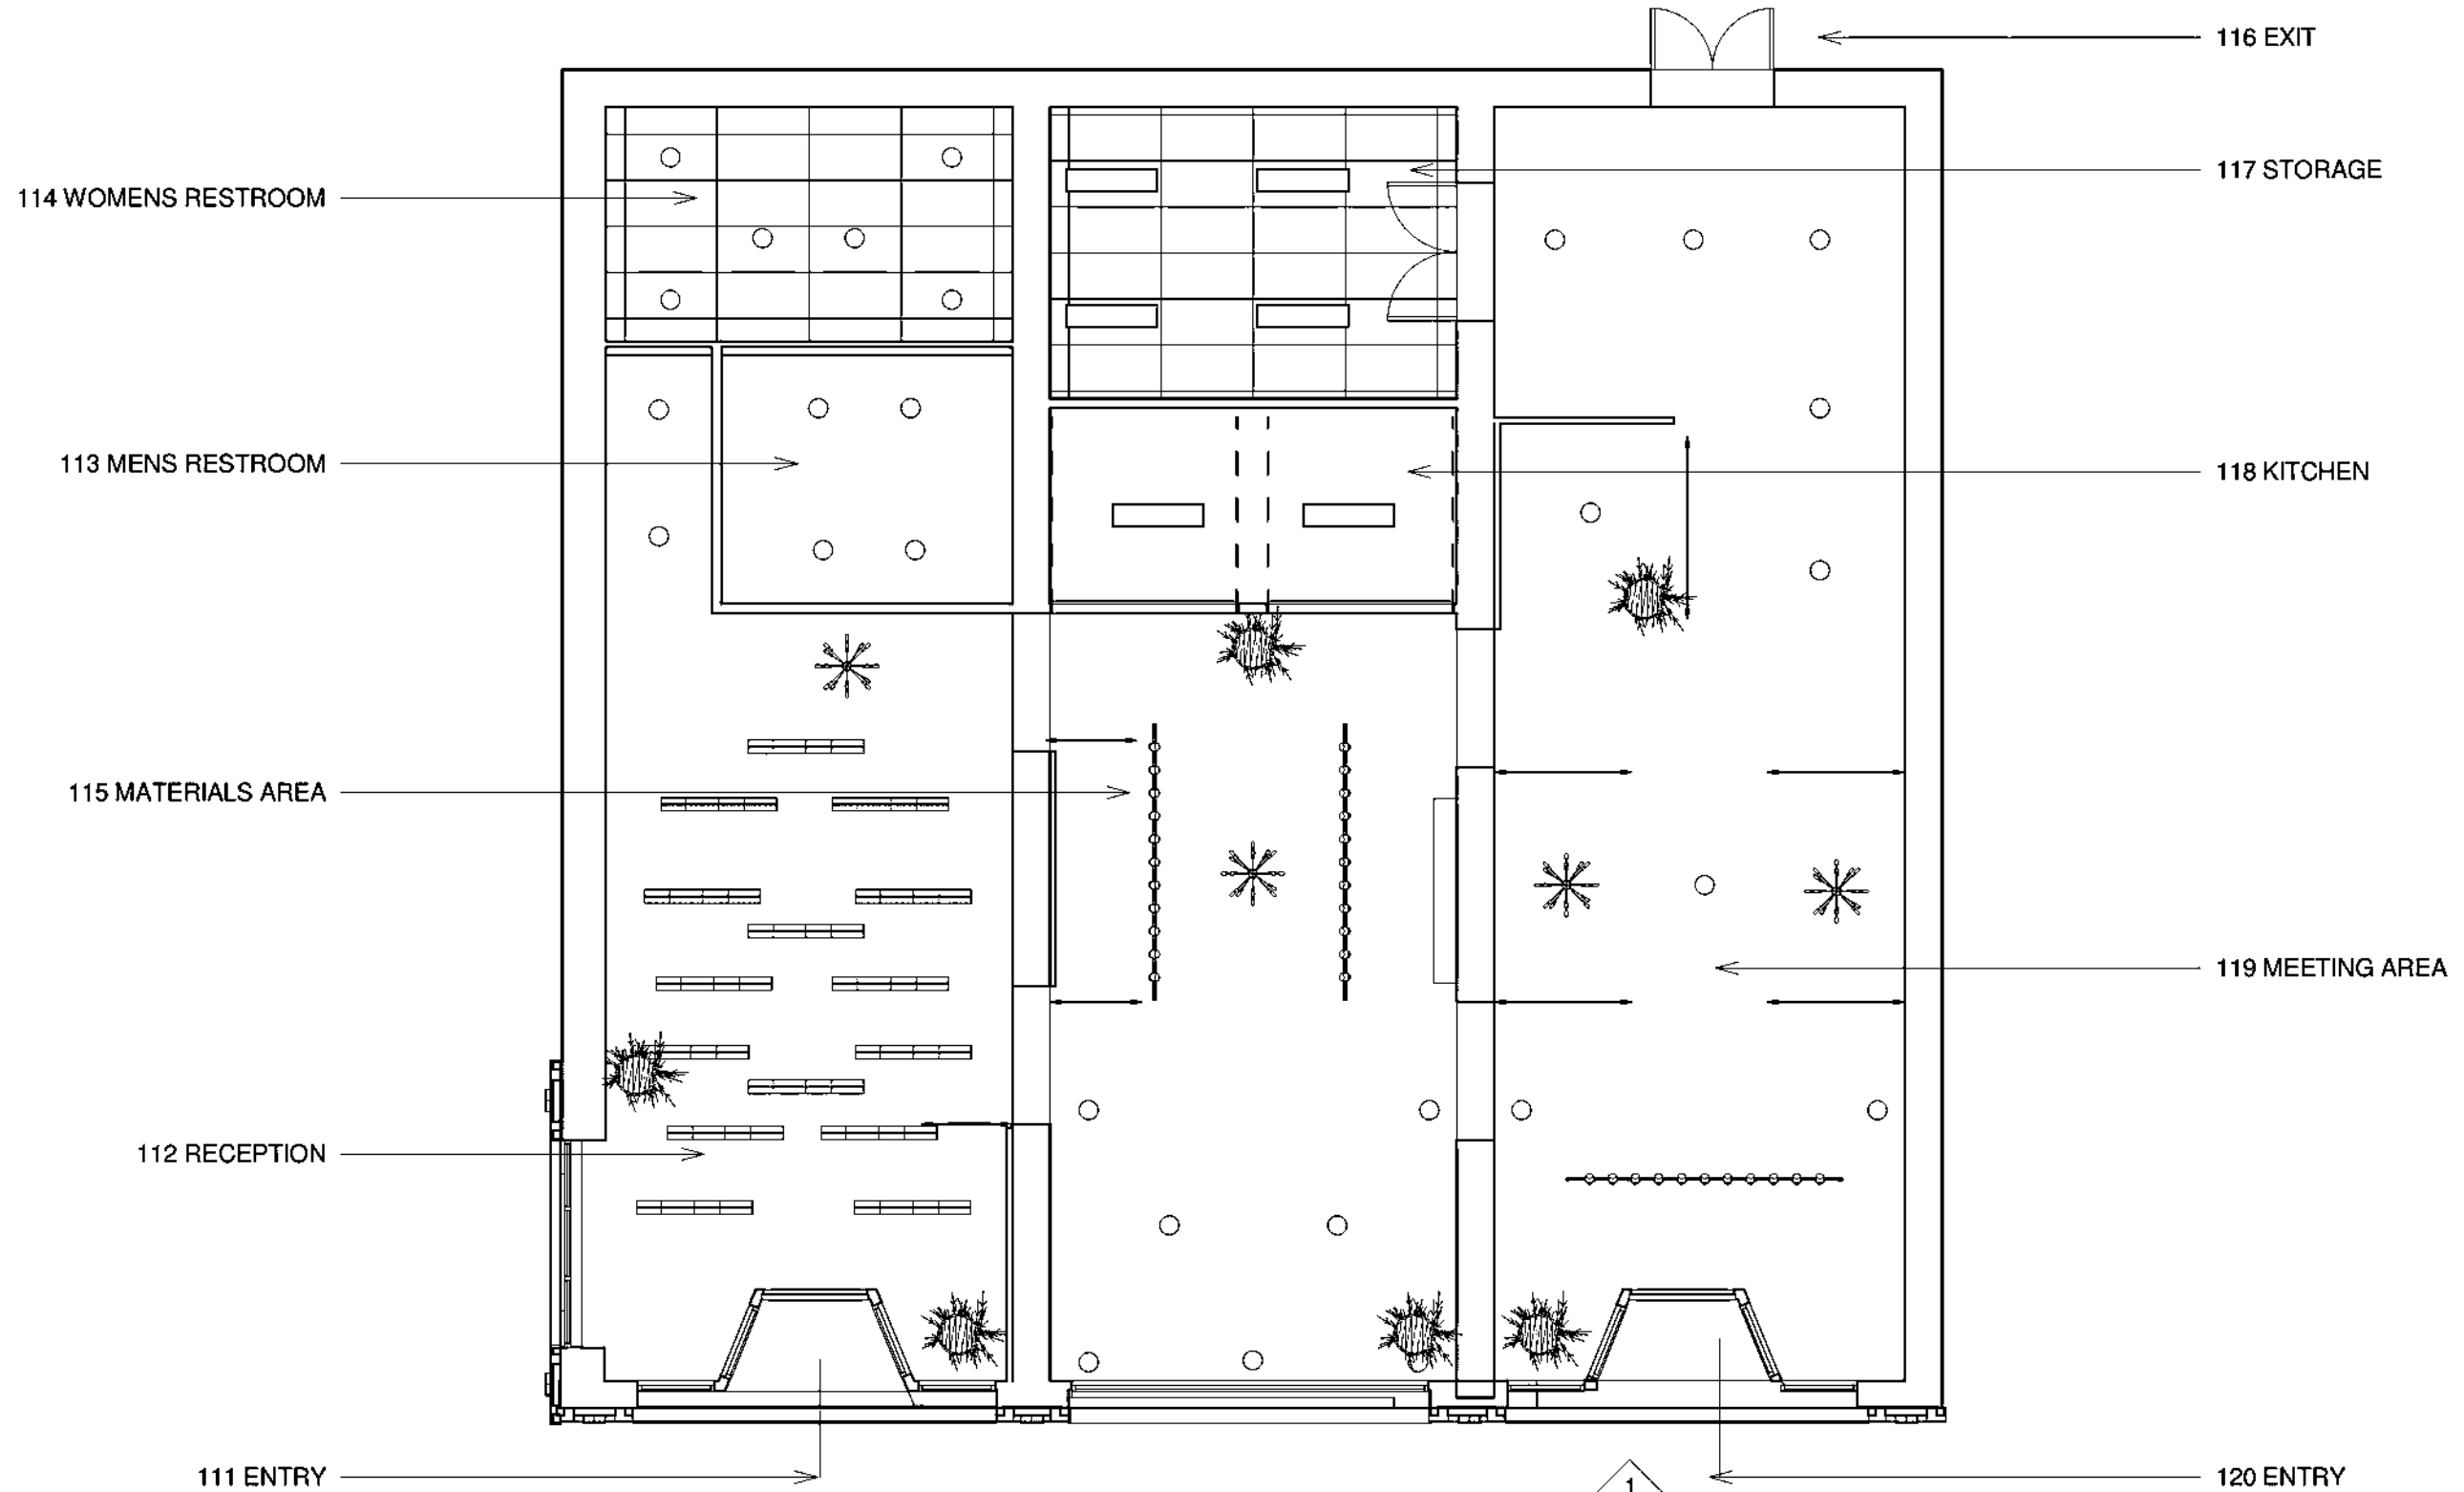 116 EXIT
117 STORAGE
114 WOMENS RESTROOM
113 MENS RESTROOM
118 KITCHEN
115 MATERIALS AREA
119 MEETING AREA
112 RECEPTION
111 ENTRY
120 ENTRY
1